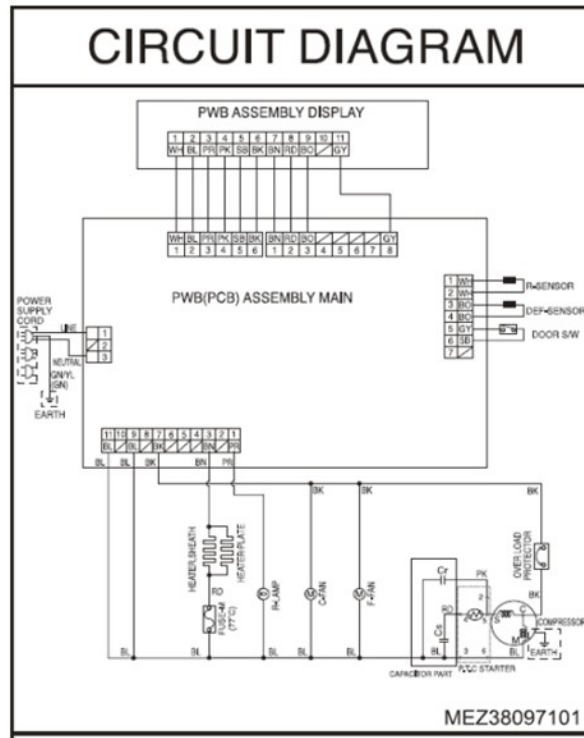 CIRCUIT DIAGRAM
PWB ASSEMBLY DISPLAY
1 2 3 4 5 6 7 8 9 10 11
WH BL PR PK SB BK BN RD BO GY
WH BL PR PK SB BK BN RD BO GY
1 2 3 4 5 6 1 2 3 4 5 6 7 8
PWB(PCB) ASSEMBLY MAIN
1 WH
2 WH
R-SENSOR
3 BO
4 BO
DEF-SENSOR
5 GY
6 SB
DOOR S/W
7
POWER
SUPPLY
CORD
LINE
1
2
3
NEUTRAL
GN/YL
(GN)
EARTH
11 10 9 8 7 6 5 4 3 2 1
BL BL BK BN PR
BL BL BK BN PR
BK BK BK
HEATER,SHEATH
HEATER/PLATE
RD
FUSE-M
(77°C)
R-LAMP
C-FAN
F-FAN
OVER LOAD
PROTECTOR
BK
Cr
PK
RD
2
4 5
S C
M
Cs
BL
3 6
COMPRESSOR
EARTH
BL
BL BL BL BL BL
CAPACITOR PART
P.T.C STARTER
MEZ38097101